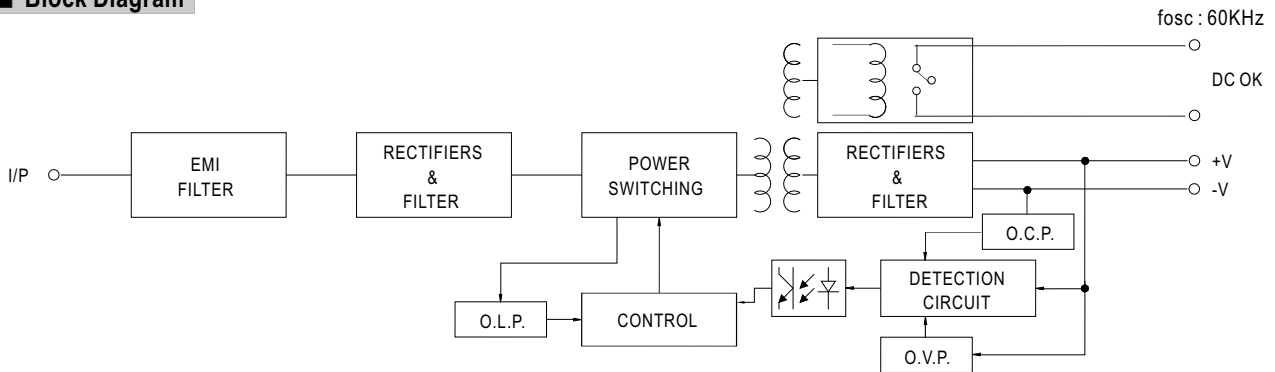 Block Diagram
fosc : 60KHz
DC OK
I/P
EMI
FILTER
RECTIFIERS
&
FILTER
POWER
SWITCHING
RECTIFIERS
&
FILTER
+V
-V
O.C.P.
DETECTION
CIRCUIT
O.L.P.
CONTROL
O.V.P.